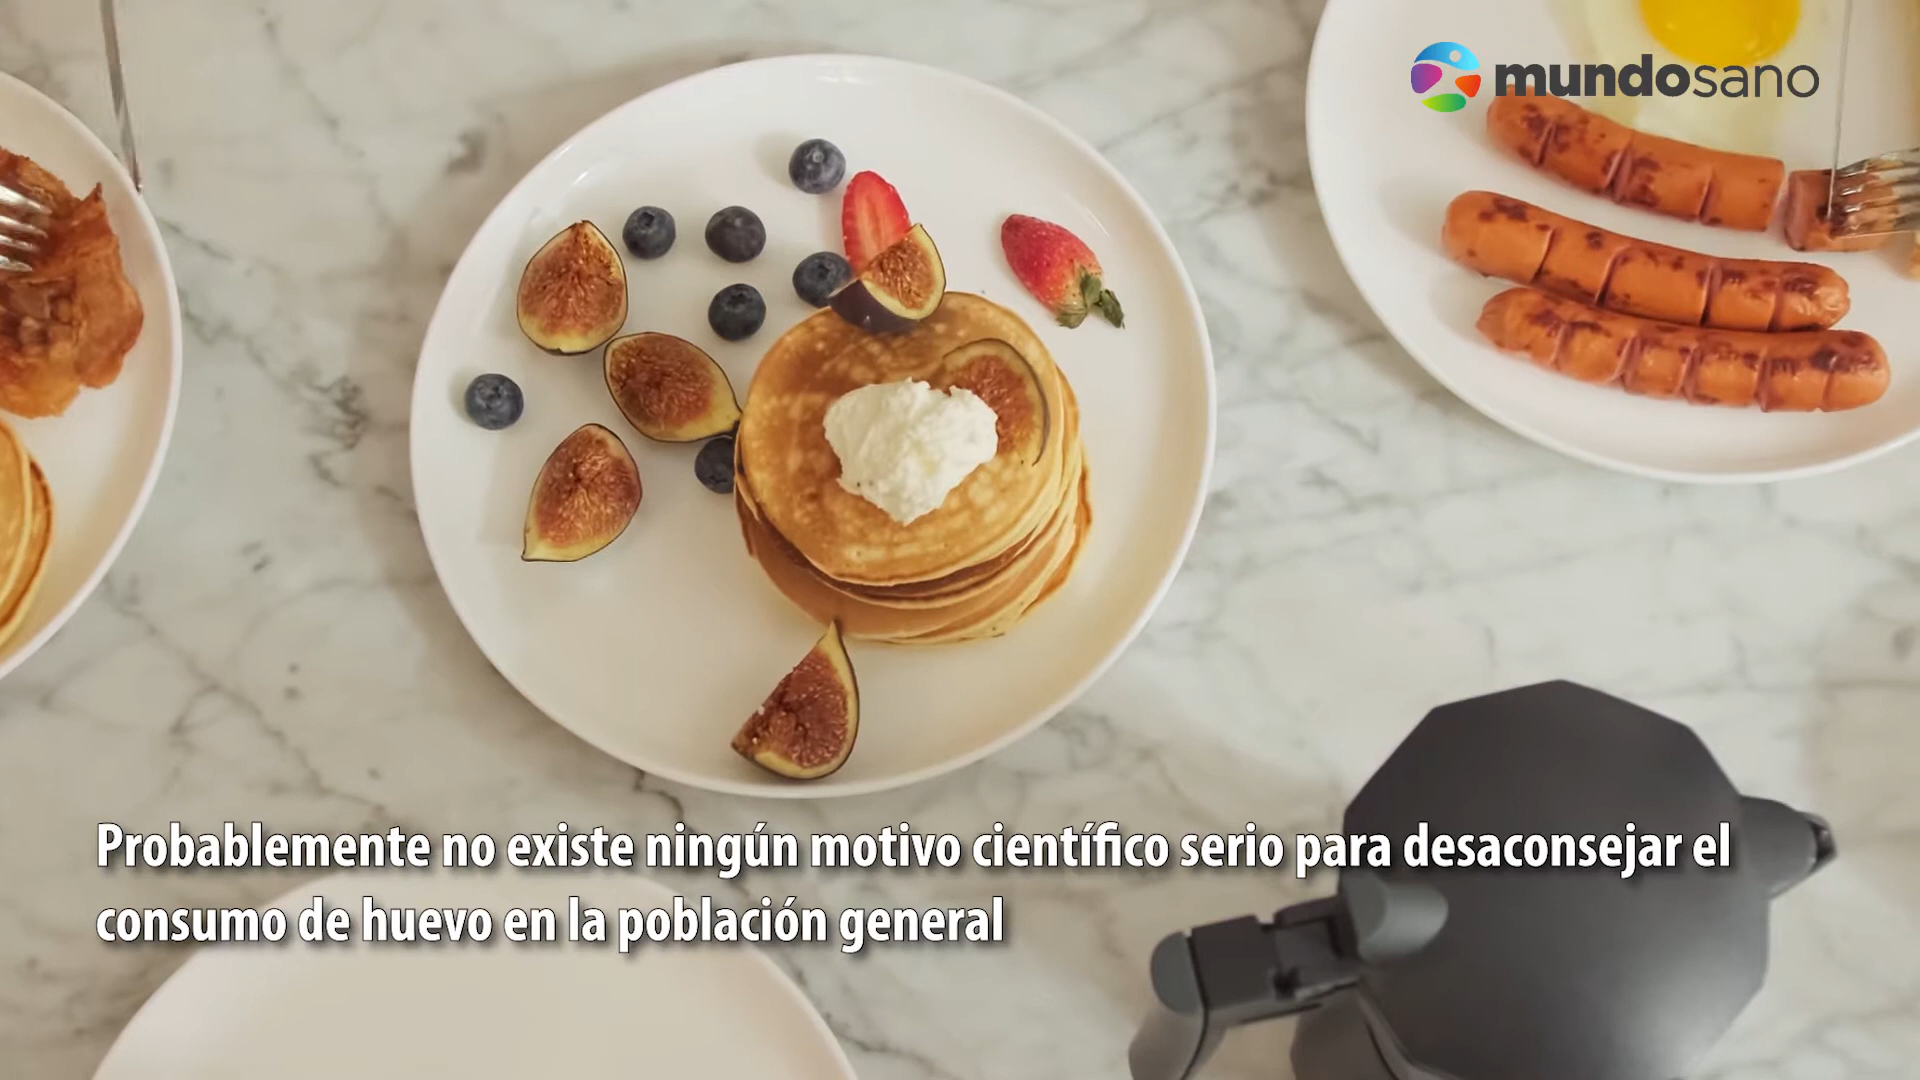 mundosano
Probablemente no existe ningún motivo científico serio para desaconsejar el
consumo de huevo en la población general